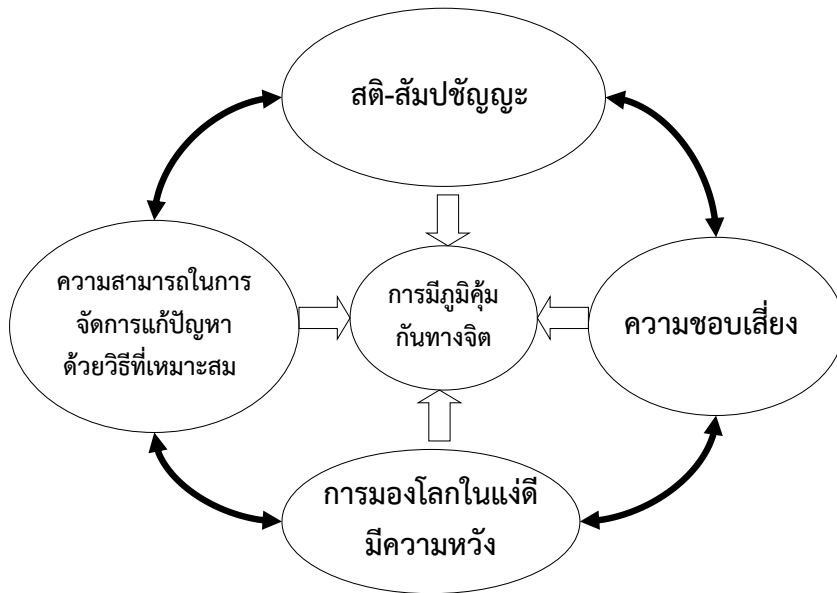 สติ-สัมปชัญญะ
ความสามารถในการ
จัดการแก้ปัญหา
ด้วยวิธีที่เหมาะสม
การมีภูมิคุ้ม
กันทางจิต
ความชอบเสี่ยง
การมองโลกในแง่ดี
มีความหวัง